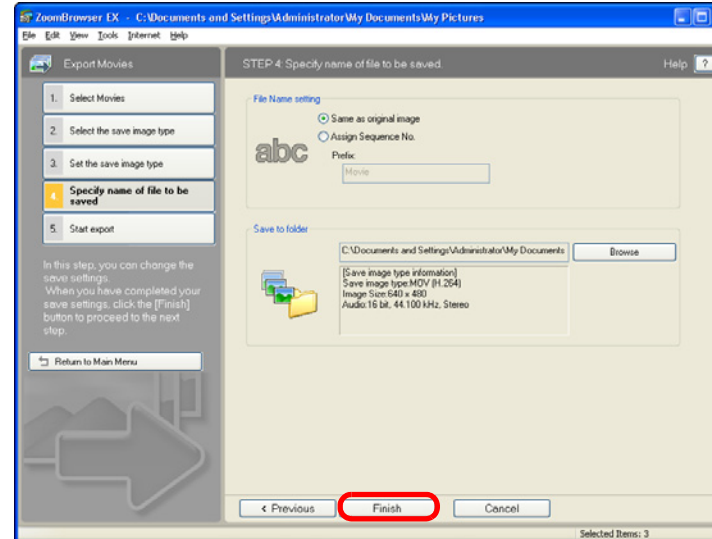 ZoomBrowser EX - C:\Documents and Settings\Administrator\My Documents\My Pictures
File Edit View Tools Internet Help
Export Movies
STEP 4: Specify name of file to be saved.
Help ?
1. Select Movies
2. Select the save image type
3. Set the save image type
4. Specify name of file to be
saved
5. Start export
In this step, you can change the
save settings.
When you have completed your
save settings, click the [Finish]
button to proceed to the next
step.
Return to Main Menu
File Name setting
abc
Same as original image
Assign Sequence No.
Prefix:
Movie
Save to folder
C:\Documents and Settings\Administrator\My Documents
Browse
[Save image type information]
Save image type:MOV (H.264)
Image Size:640 x 480
Audio:16 bit, 44.100 kHz, Stereo
< Previous
Finish
Cancel
Selected Items: 3